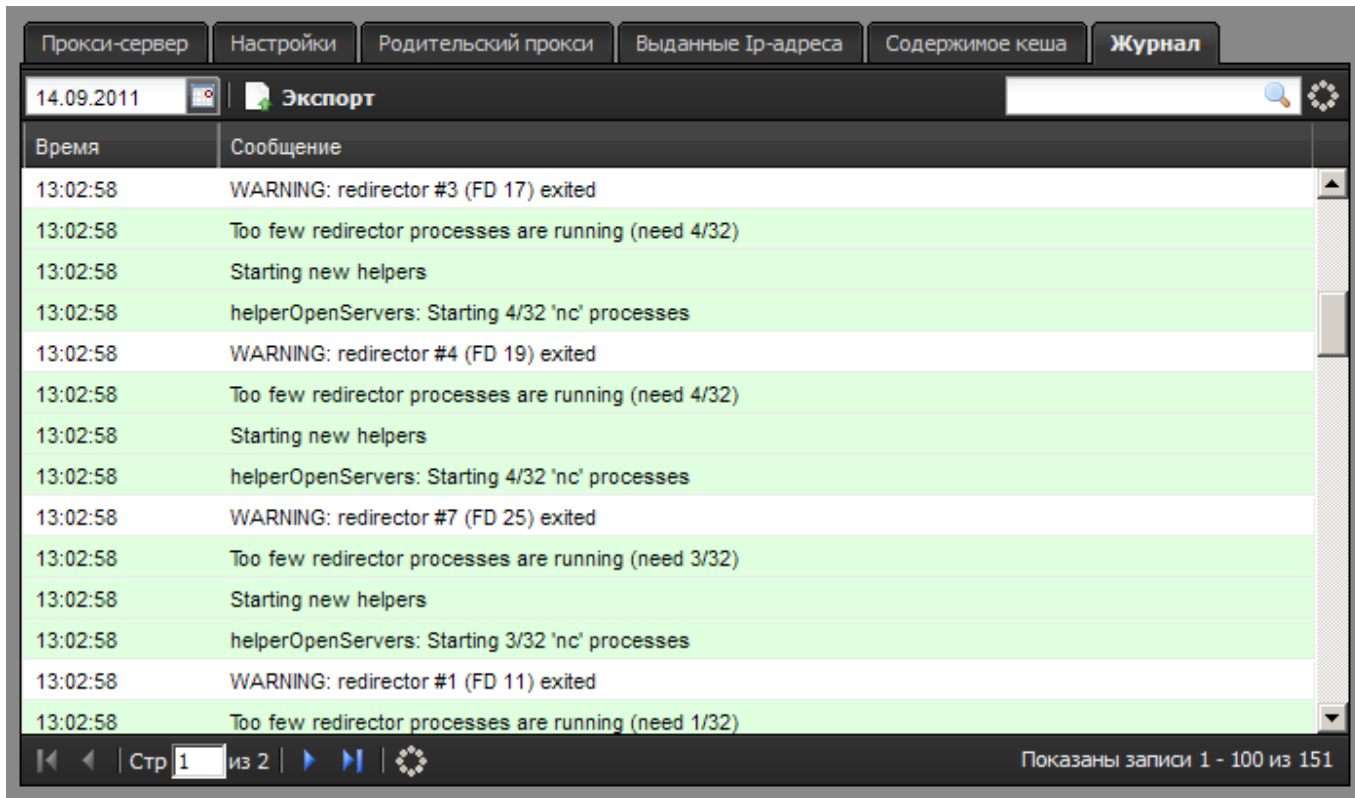 Прокси-сервер Настройки Родительский прокси Выданные Ip-адреса Содержимое кеша Журнал
14.09.2011 Экспорт
Время Сообщение
13:02:58 WARNING: redirector #3 (FD 17) exited
13:02:58 Too few redirector processes are running (need 4/32)
13:02:58 Starting new helpers
13:02:58 helperOpenServers: Starting 4/32 'nc' processes
13:02:58 WARNING: redirector #4 (FD 19) exited
13:02:58 Too few redirector processes are running (need 4/32)
13:02:58 Starting new helpers
13:02:58 helperOpenServers: Starting 4/32 'nc' processes
13:02:58 WARNING: redirector #7 (FD 25) exited
13:02:58 Too few redirector processes are running (need 3/32)
13:02:58 Starting new helpers
13:02:58 helperOpenServers: Starting 3/32 'nc' processes
13:02:58 WARNING: redirector #1 (FD 11) exited
13:02:58 Too few redirector processes are running (need 1/32)
Стр 1 из 2 Показаны записи 1 - 100 из 151